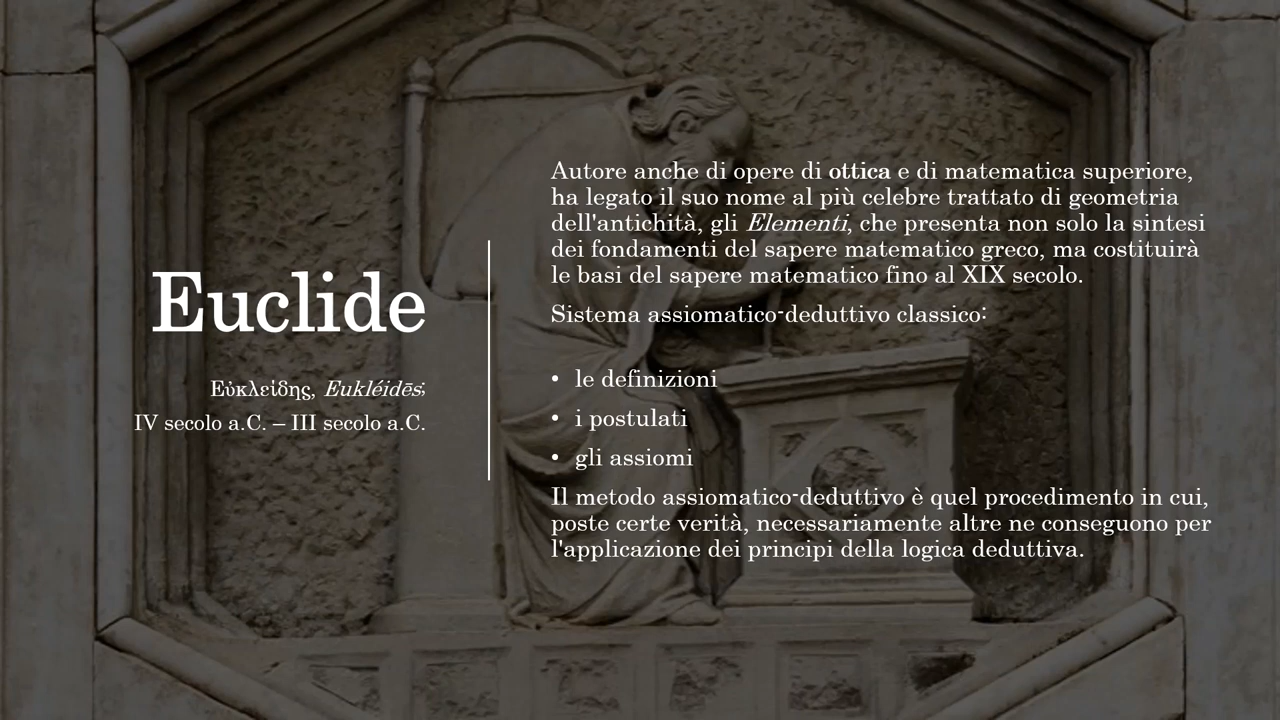 Euclide
Εὐκλείδης, Eukléidēs;
IV secolo a.C. – III secolo a.C.
Autore anche di opere di ottica e di matematica superiore,
ha legato il suo nome al più celebre trattato di geometria
dell'antichità, gli Elementi, che presenta non solo la sintesi
dei fondamenti del sapere matematico greco, ma costituirà
le basi del sapere matematico fino al XIX secolo.
Sistema assiomatico-deduttivo classico:
• le definizioni
• i postulati
• gli assiomi
Il metodo assiomatico-deduttivo è quel procedimento in cui,
poste certe verità, necessariamente altre ne conseguono per
l'applicazione dei principi della logica deduttiva.